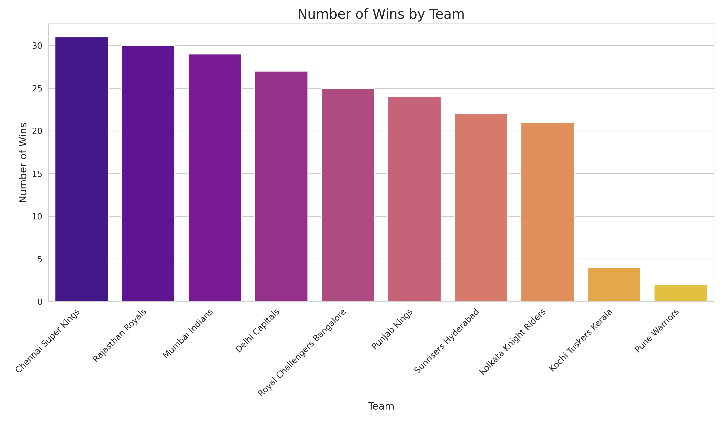 Number of Wins by Team
Number of Wins
30
25
20
15
10
5
0
Chennai Super Kings
Rajasthan Royals
Mumbai Indians
Delhi Capitals
Royal Challengers Bangalore
Punjab Kings
Sunrisers Hyderabad
Kolkata Knight Riders
Kochi Tuskers Kerala
Pune Warriors
Team